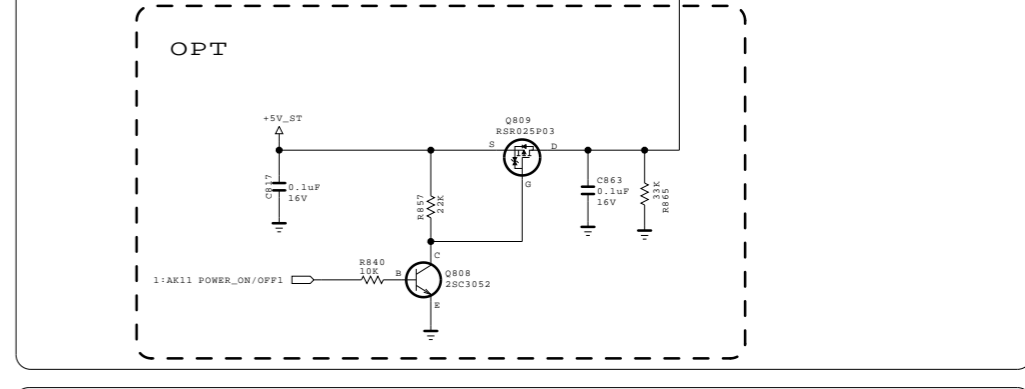 OPT
+5V_ST
Q809
RSR025P03
S
D
G
C817
0.1uF
16V
R857
22K
C863
0.1uF
16V
33K
R865
C
R840
10K
B
Q808
2SC3052
1:AK11 POWER_ON/OFF1
E